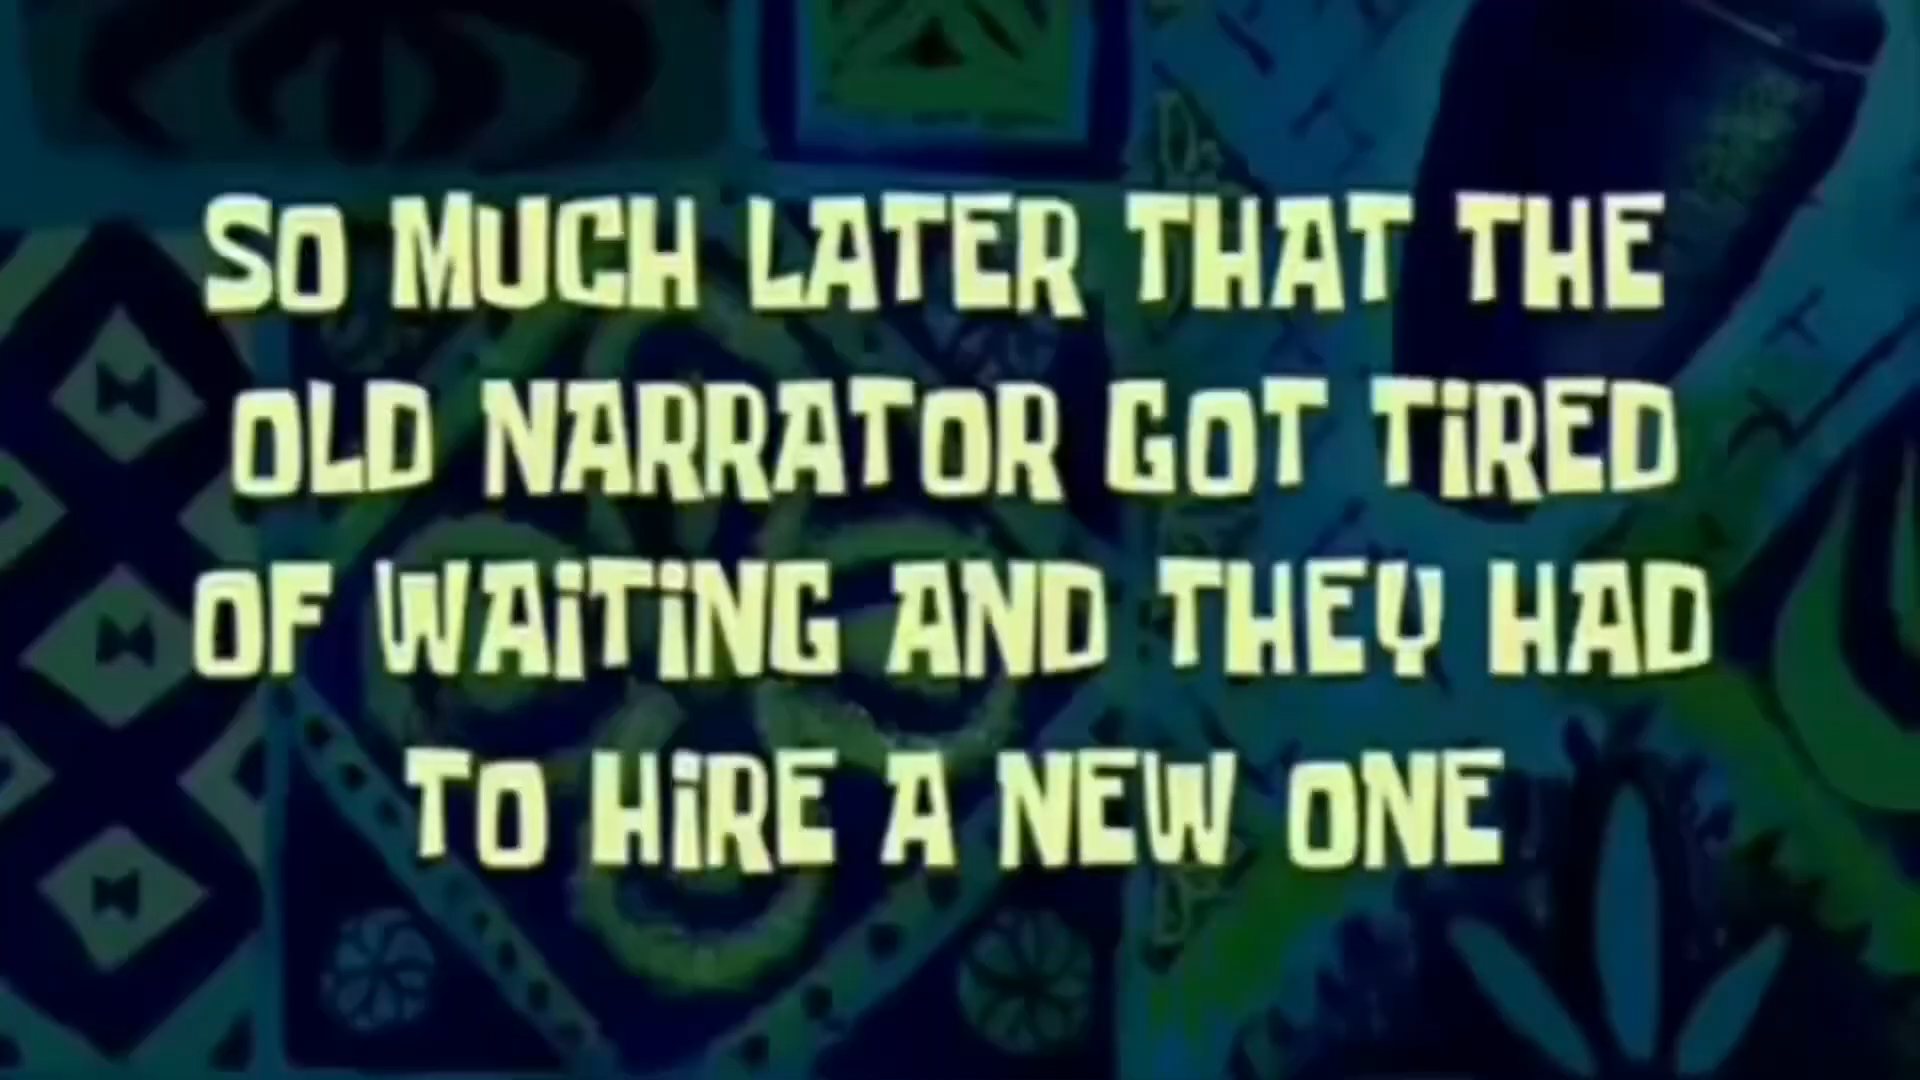 SO MUCH LATER THAT THE
OLD NARRATOR GOT TiRED
OF WAiTiNG AND THEY HAD
TO HiRE A NEW ONE